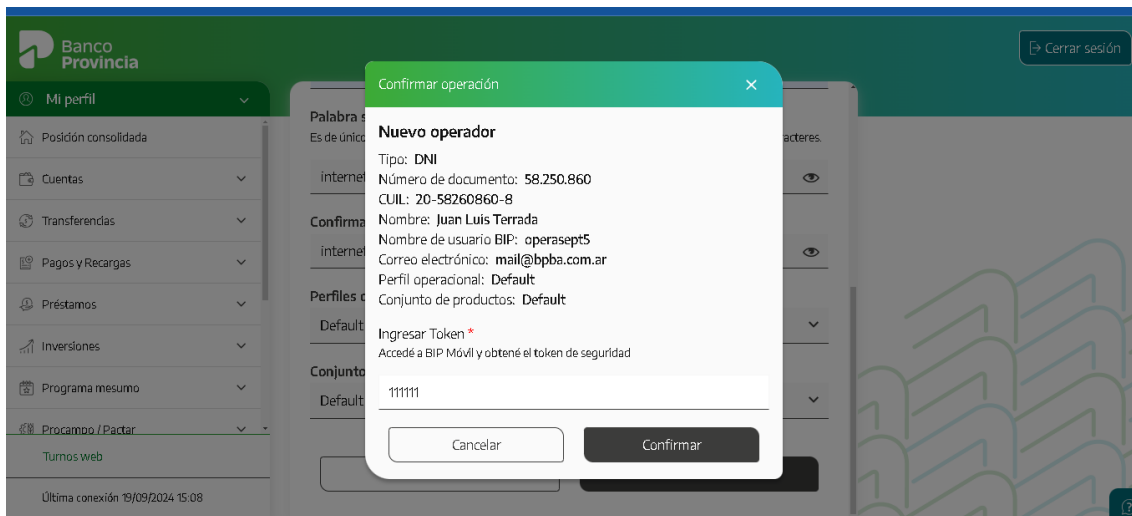 Banco
Provincia
Cerrar sesión
Mi perfil
Posición consolidada
Cuentas
Transferencias
Pagos y Recargas
Préstamos
Inversiones
Programa mesumo
Procampo / Pactar
Turnos web
Última conexión 19/09/2024 15:08
Palabra s
Es de único
acteres.
internet
Confirma
internet
Perfiles
Default
Conjunto
Default
Confirmar operación
Nuevo operador
Tipo: DNI
Número de documento: 58.250.860
CUIL: 20-58260860-8
Nombre: Juan Luis Terrada
Nombre de usuario BIP: operasept5
Correo electrónico: mail@bpba.com.ar
Perfil operacional: Default
Conjunto de productos: Default
Ingresar Token *
Accedé a BIP Móvil y obtené el token de seguridad
111111
Cancelar
Confirmar